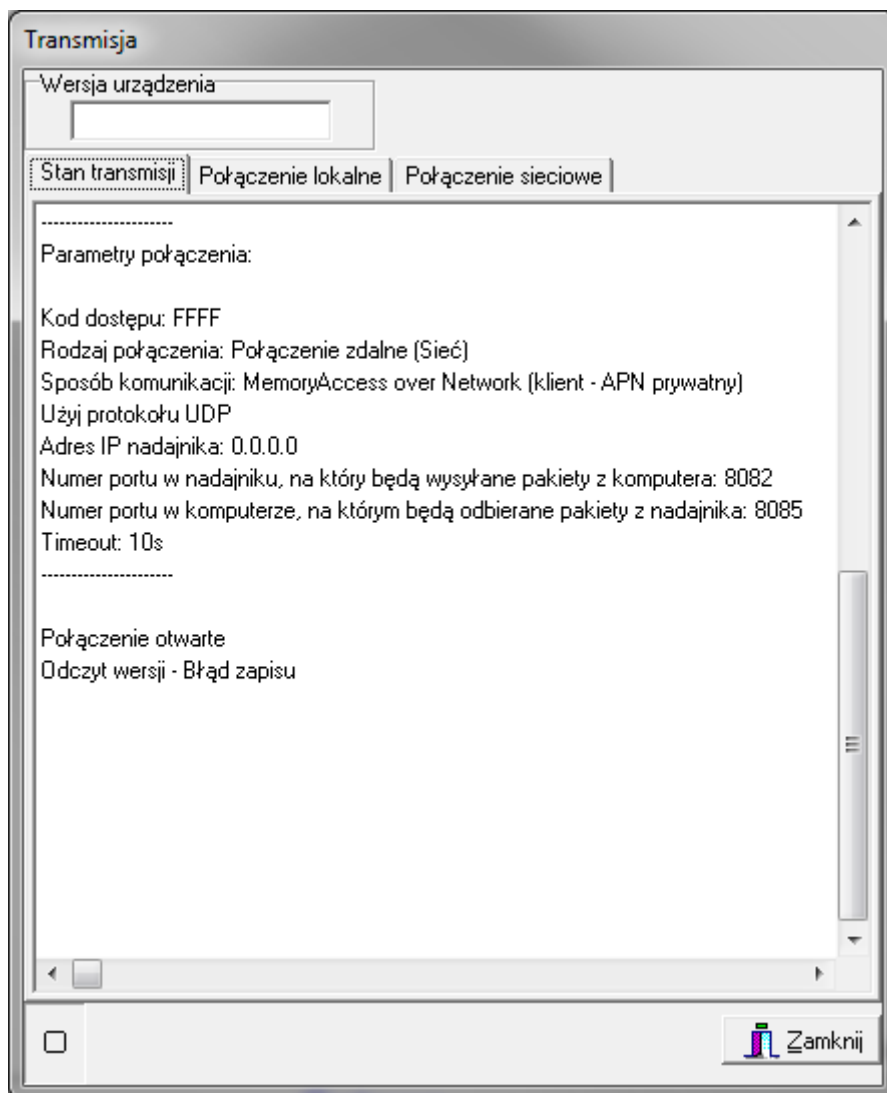 Transmisja
Wersja urządzenia
Stan transmisji
Połączenie lokalne
Połączenie sieciowe
----------------------
Parametry połączenia:
Kod dostępu: FFFF
Rodzaj połączenia: Połączenie zdalne (Sieć)
Sposób komunikacji: MemoryAccess over Network (klient - APN prywatny)
Użyj protokołu UDP
Adres IP nadajnika: 0.0.0.0
Numer portu w nadajniku, na który będą wysyłane pakiety z komputera: 8082
Numer portu w komputerze, na którym będą odbierane pakiety z nadajnika: 8085
Timeout: 10s
----------------------
Połączenie otwarte
Odczyt wersji - Błąd zapisu
Zamknij